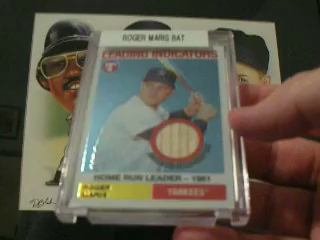 ROGER MARIS BAT
LEADING INDICATORS
HOME RUN LEADER — 1961
ROGER
MARIS
YANKEES